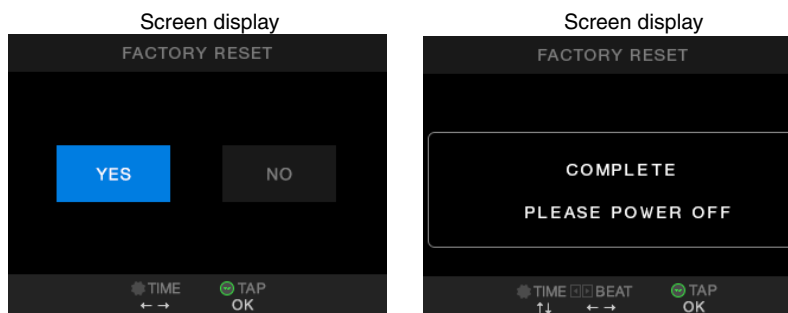 Screen display
FACTORY RESET
YES NO
TIME TAP
← → OK
Screen display
FACTORY RESET
COMPLETE
PLEASE POWER OFF
TIME BEAT TAP
↑↓ ← → OK